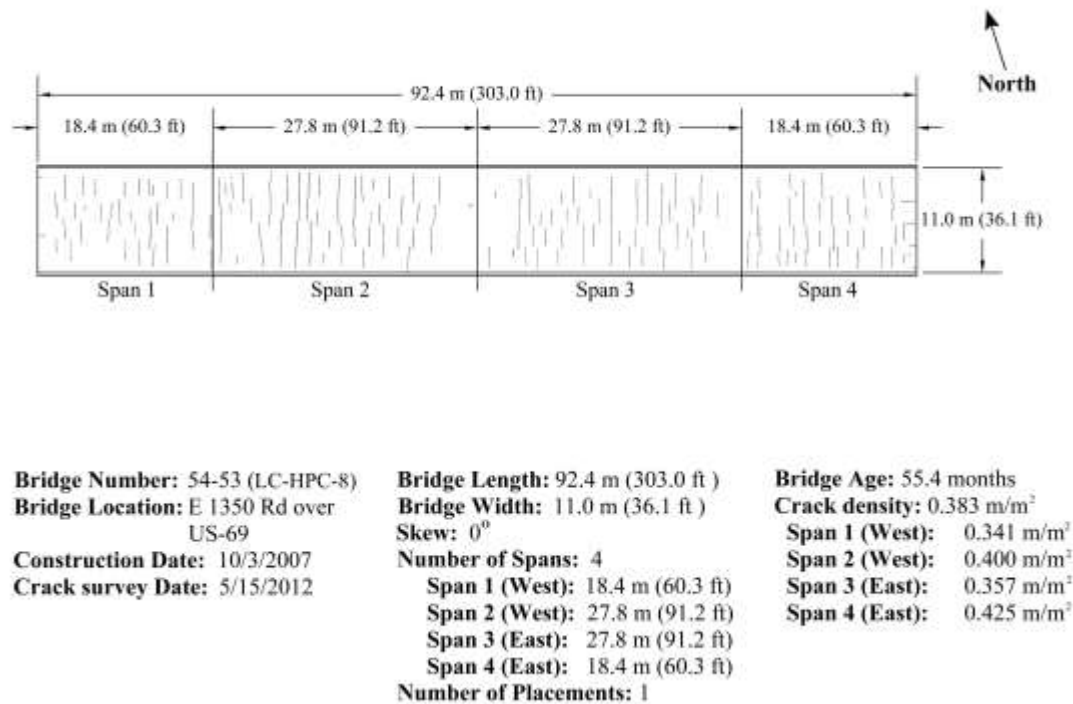 North
92.4 m (303.0 ft)
18.4 m (60.3 ft) 27.8 m (91.2 ft) 27.8 m (91.2 ft) 18.4 m (60.3 ft)
11.0 m (36.1 ft)
Span 1 Span 2 Span 3 Span 4
Bridge Number: 54-53 (LC-HPC-8)
Bridge Location: E 1350 Rd over
US-69
Construction Date: 10/3/2007
Crack survey Date: 5/15/2012
Bridge Length: 92.4 m (303.0 ft )
Bridge Width: 11.0 m (36.1 ft )
Skew: 0°
Number of Spans: 4
Span 1 (West): 18.4 m (60.3 ft)
Span 2 (West): 27.8 m (91.2 ft)
Span 3 (East): 27.8 m (91.2 ft)
Span 4 (East): 18.4 m (60.3 ft)
Number of Placements: 1
Bridge Age: 55.4 months
Crack density: 0.383 m/m²
Span 1 (West): 0.341 m/m²
Span 2 (West): 0.400 m/m²
Span 3 (East): 0.357 m/m²
Span 4 (East): 0.425 m/m²